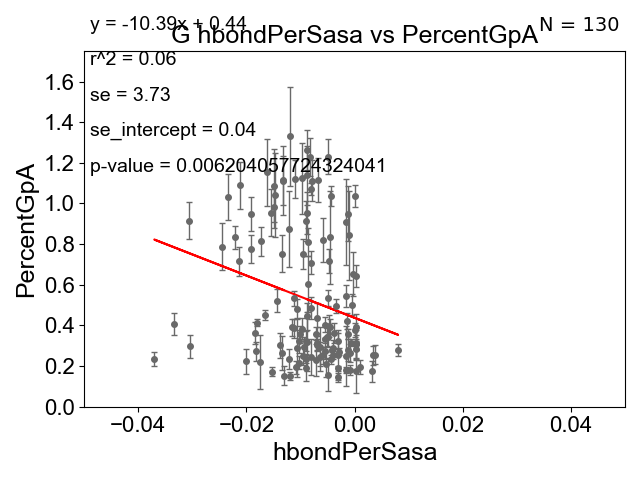 y = -10.39x + 0.44
G hbondPerSasa vs PercentGpA
N = 130
r^2 = 0.06
se = 3.73
se_intercept = 0.04
p-value = 0.006204057724324041
PercentGpA
1.6
1.4
1.2
1.0
0.8
0.6
0.4
0.2
0.0
−0.04
−0.02
0.00
0.02
0.04
hbondPerSasa